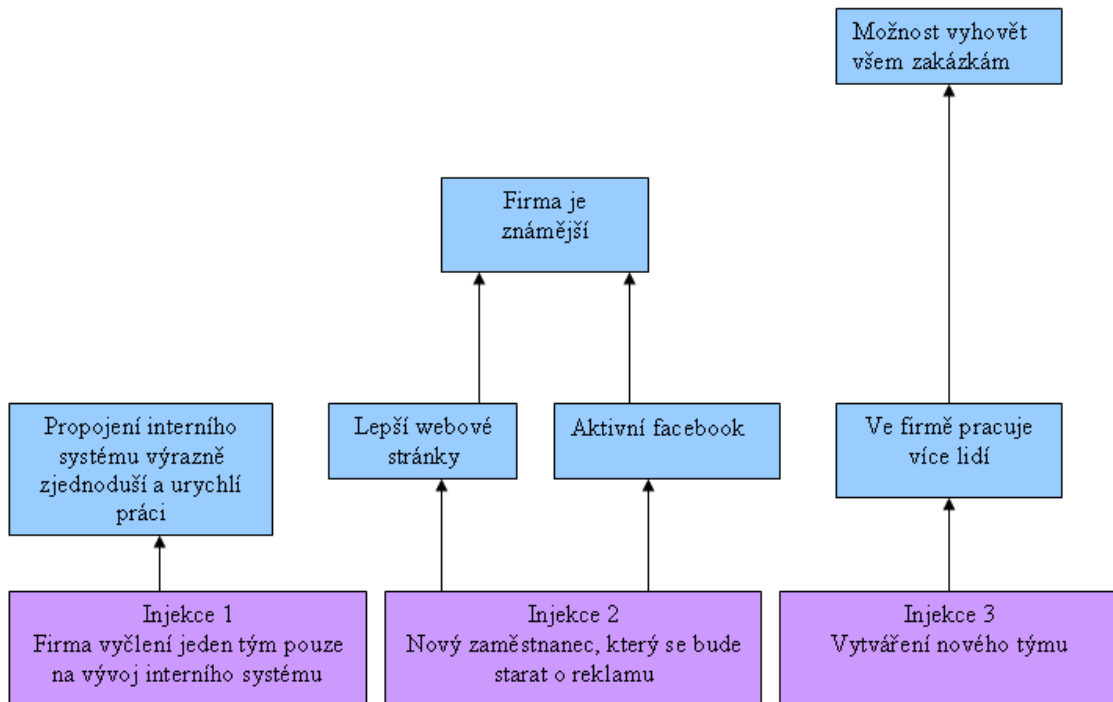 Možnost vyhovět
všem zakázkám
Firma je
známější
Propojení interního
systému výrazně
zjednoduší a urychlí
práci
Lepší webové
stránky
Aktivní facebook
Ve firmě pracuje
více lidí
Injekce 1
Firma vyčlení jeden tým pouze
na vývoj interního systému
Injekce 2
Nový zaměstnanec, který se bude
starat o reklamu
Injekce 3
Vytváření nového týmu